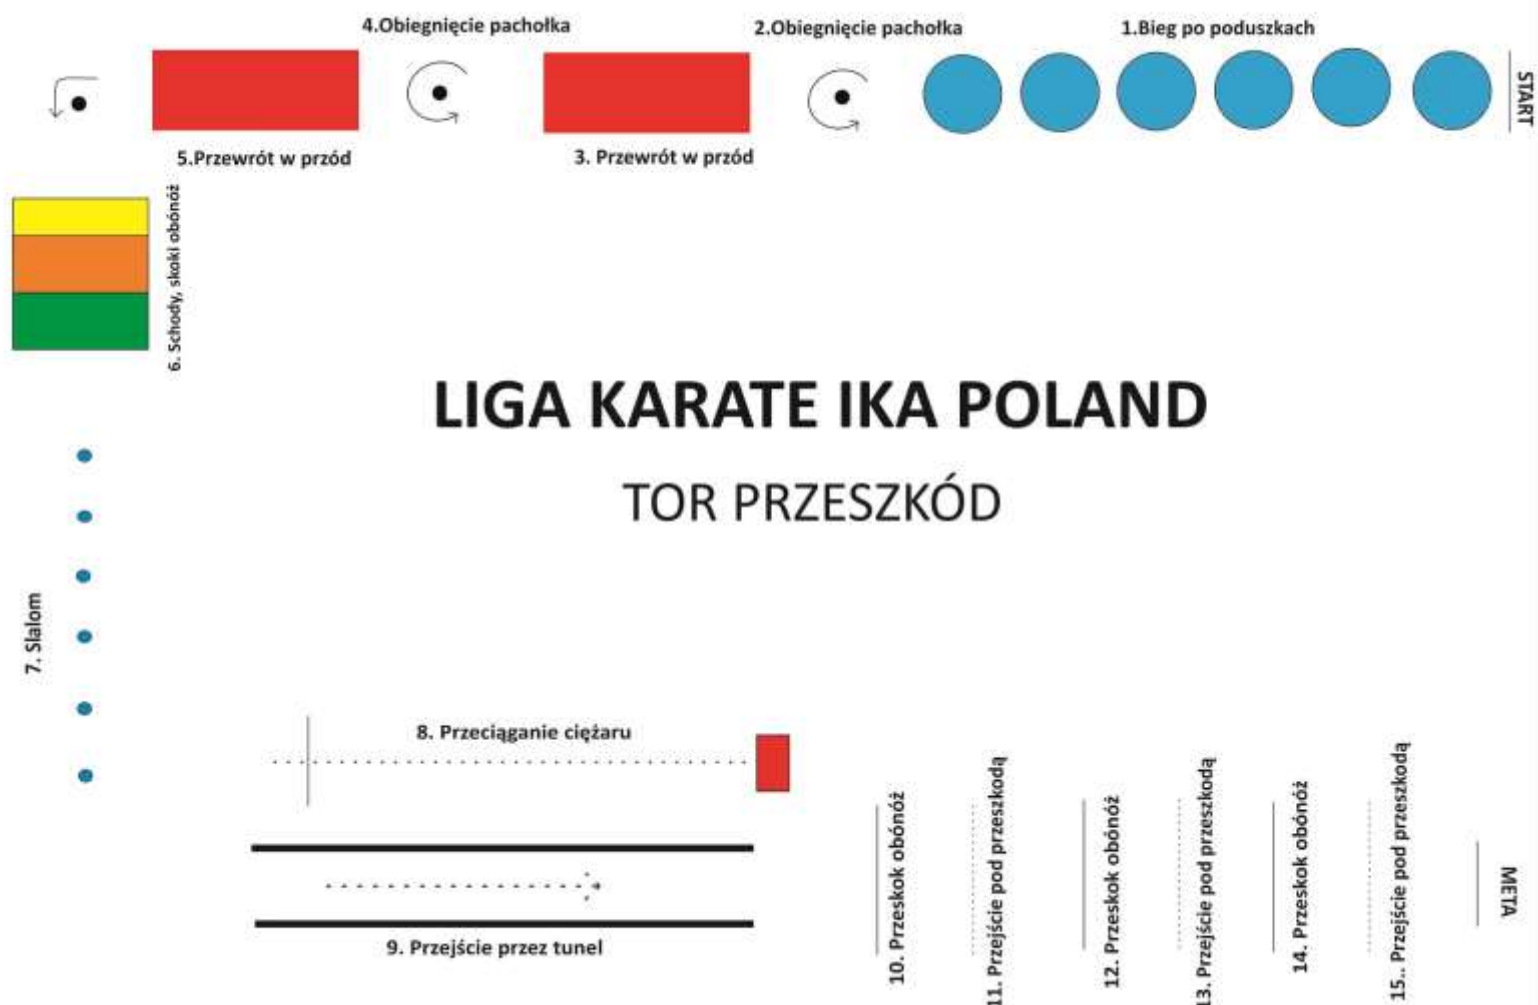 4.Obiegnięcie pachołka
2.Obiegnięcie pachołka
1.Bieg po poduszkach
START
5.Przewrót w przód
3. Przewrót w przód
6. Schody, skoki obónóż
LIGA KARATE IKA POLAND
TOR PRZESZKÓD
7. Slalom
8. Przeciąganie ciężaru
9. Przejście przez tunel
10. Przeskok obónóż
11. Przejście pod przeszkodą
12. Przeskok obónóż
13. Przejście pod przeszkodą
14. Przeskok obónóż
15.. Przejście pod przeszkodą
META